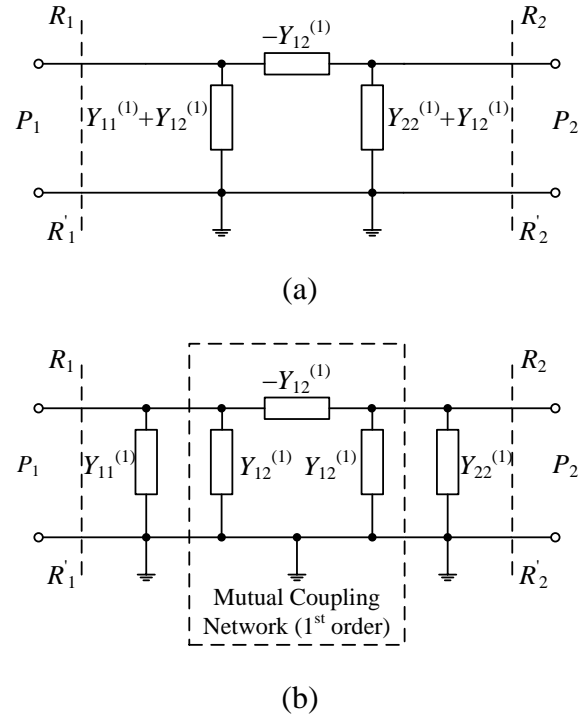 R₁ R₂
–Y₁₂⁽¹⁾
P₁ Y₁₁⁽¹⁾+Y₁₂⁽¹⁾ Y₂₂⁽¹⁾+Y₁₂⁽¹⁾ P₂
R'₁ R'₂
(a)
R₁ R₂
–Y₁₂⁽¹⁾
P₁ Y₁₁⁽¹⁾ Y₁₂⁽¹⁾ Y₁₂⁽¹⁾ Y₂₂⁽¹⁾ P₂
R'₁ R'₂
Mutual Coupling
Network (1ˢᵗ order)
(b)